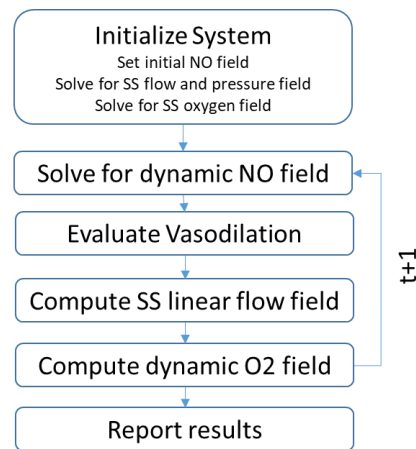 Initialize System
Set initial NO field
Solve for SS flow and pressure field
Solve for SS oxygen field
Solve for dynamic NO field
Evaluate Vasodilation
Compute SS linear flow field
Compute dynamic O2 field
Report results
t+1